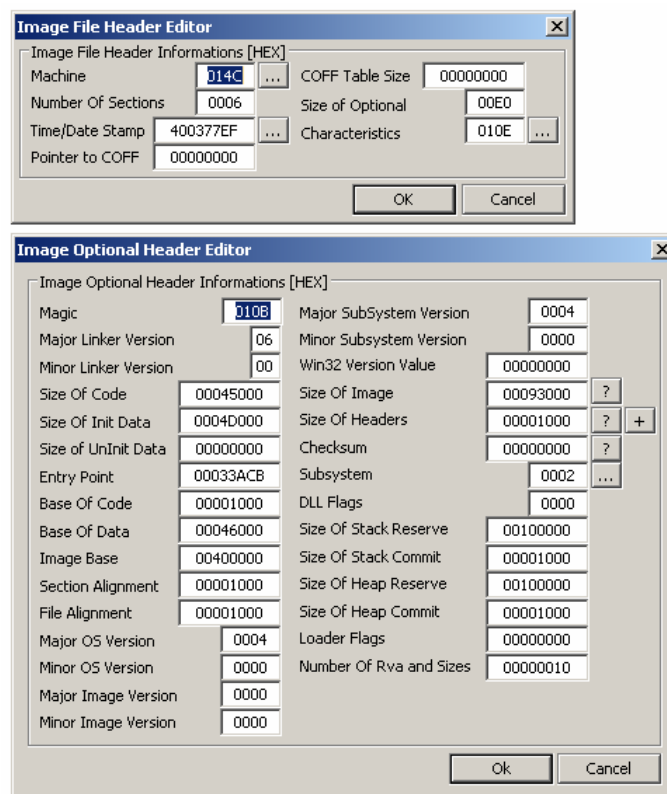 Image File Header Editor
Image File Header Informations [HEX]
Machine 014C ... COFF Table Size 00000000
Number Of Sections 0006 Size of Optional 00E0
Time/Date Stamp 400377EF ... Characteristics 010E ...
Pointer to COFF 00000000
OK Cancel
Image Optional Header Editor
Image Optional Header Informations [HEX]
Magic 010B Major SubSystem Version 0004
Major Linker Version 06 Minor Subsystem Version 0000
Minor Linker Version 00 Win32 Version Value 00000000
Size Of Code 00045000 Size Of Image 00093000 ?
Size Of Init Data 0004D000 Size Of Headers 00001000 ? +
Size of UnInit Data 00000000 Checksum 00000000 ?
Entry Point 00033ACB Subsystem 0002 ...
Base Of Code 00001000 DLL Flags 0000
Base Of Data 00046000 Size Of Stack Reserve 00100000
Image Base 00400000 Size Of Stack Commit 00001000
Section Alignment 00001000 Size Of Heap Reserve 00100000
File Alignment 00001000 Size Of Heap Commit 00001000
Major OS Version 0004 Loader Flags 00000000
Minor OS Version 0000 Number Of Rva and Sizes 00000010
Major Image Version 0000
Minor Image Version 0000
Ok Cancel